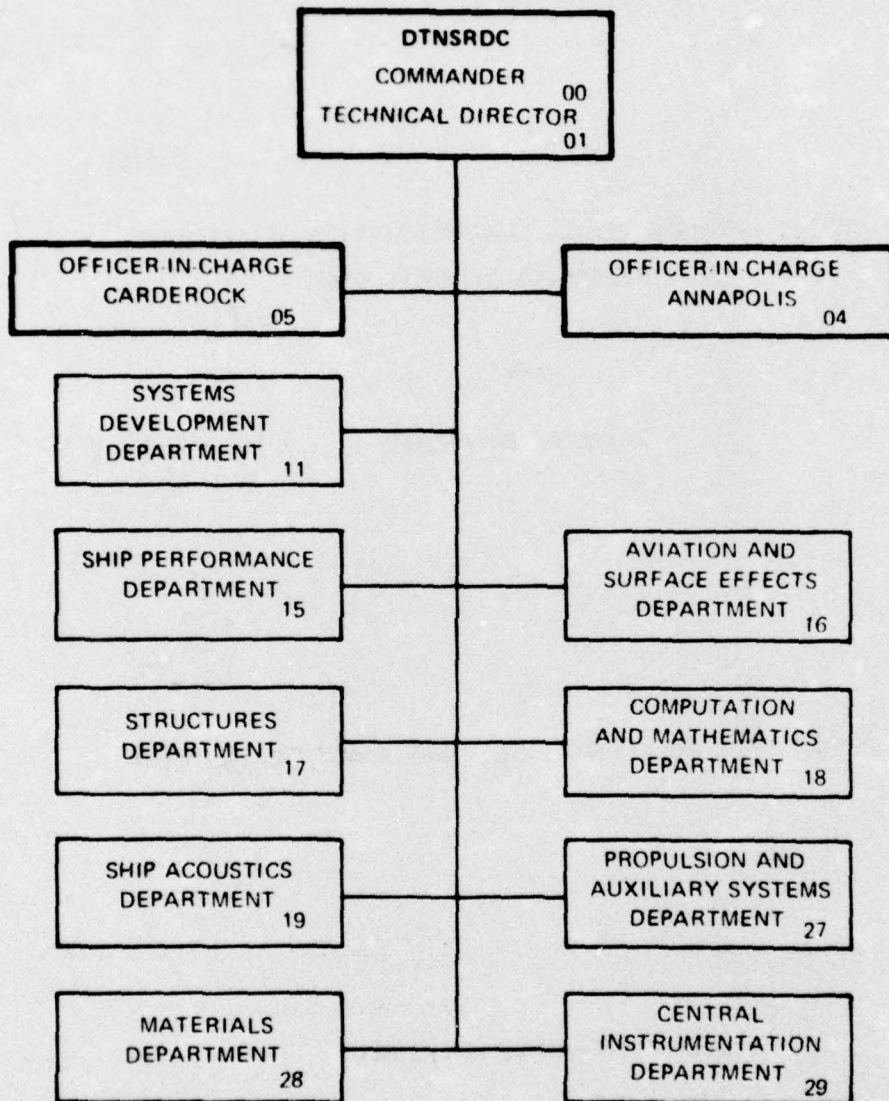 DTNSRDC
COMMANDER
00
TECHNICAL DIRECTOR
01
OFFICER-IN-CHARGE
CARDEROCK
05
OFFICER-IN-CHARGE
ANNAPOLIS
04
SYSTEMS
DEVELOPMENT
DEPARTMENT
11
SHIP PERFORMANCE
DEPARTMENT
15
AVIATION AND
SURFACE EFFECTS
DEPARTMENT
16
STRUCTURES
DEPARTMENT
17
COMPUTATION
AND MATHEMATICS
DEPARTMENT
18
SHIP ACOUSTICS
DEPARTMENT
19
PROPULSION AND
AUXILIARY SYSTEMS
DEPARTMENT
27
MATERIALS
DEPARTMENT
28
CENTRAL
INSTRUMENTATION
DEPARTMENT
29